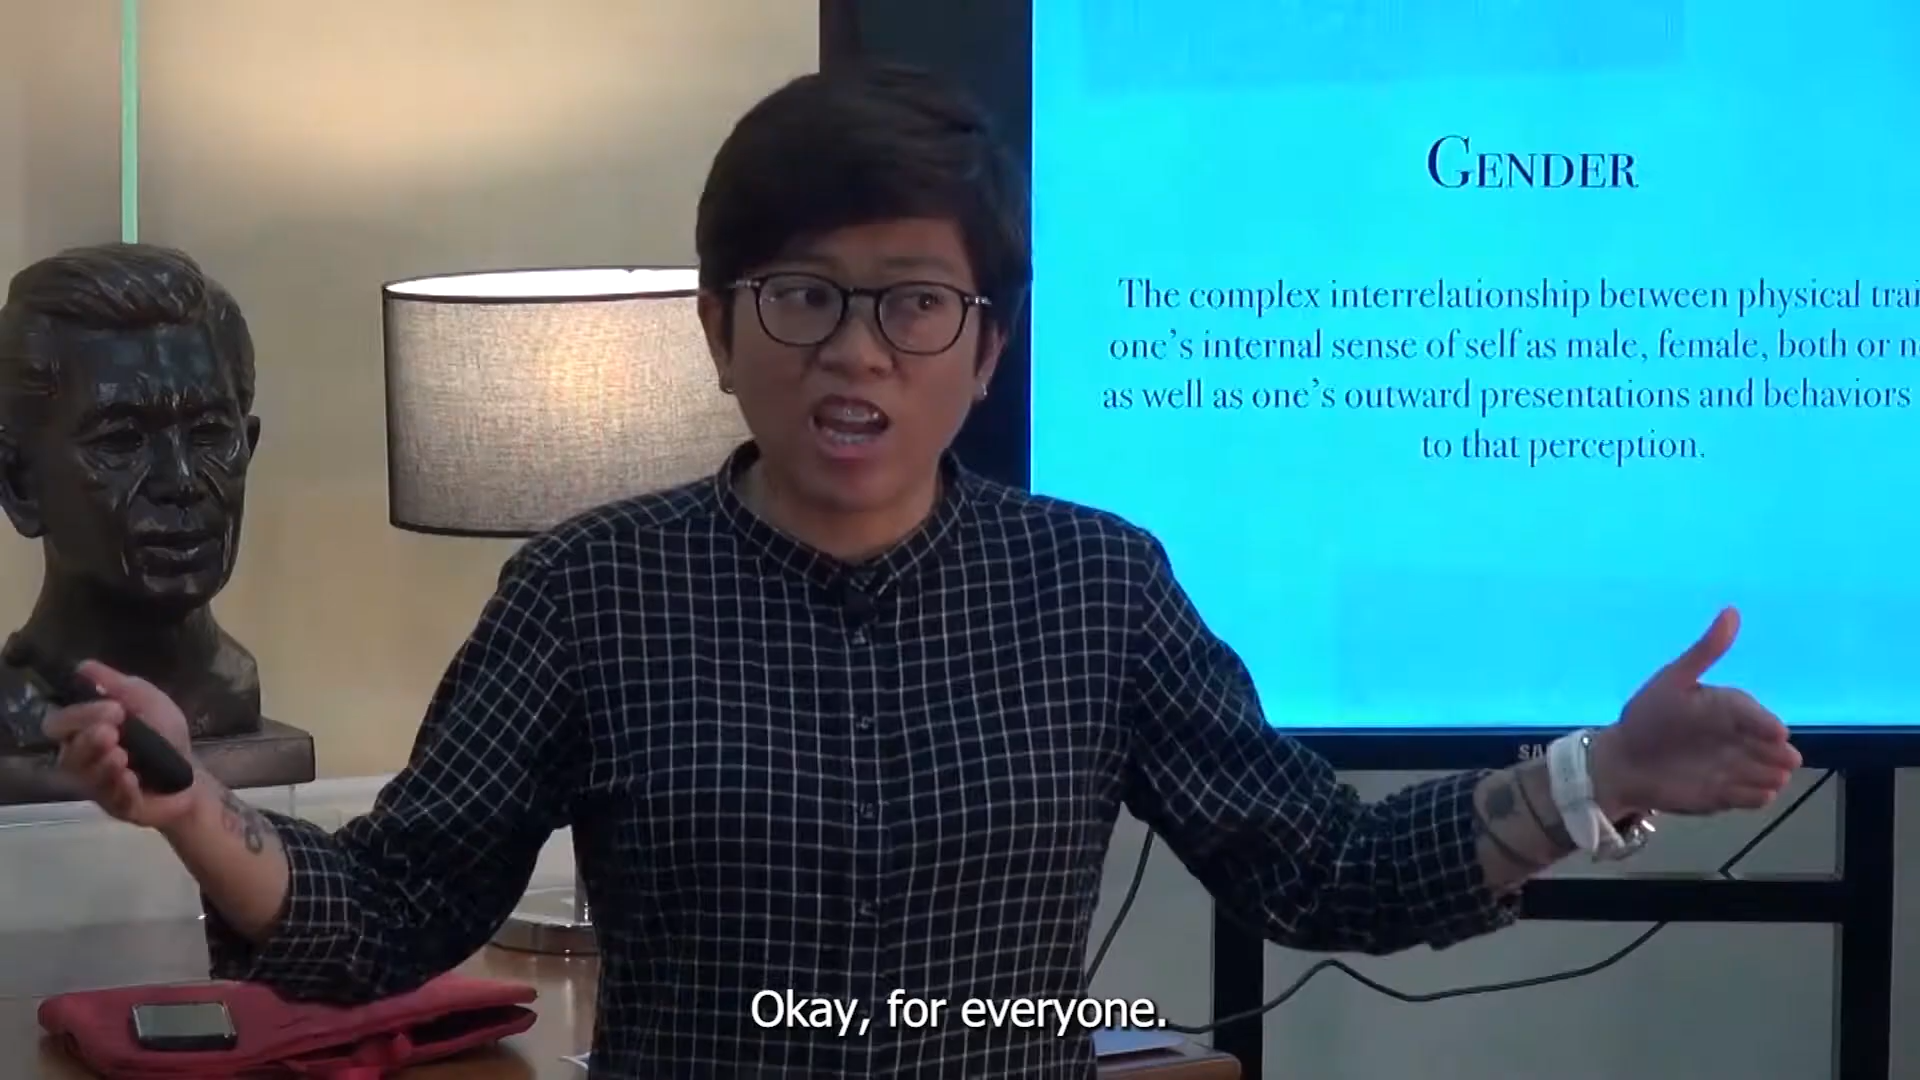 GENDER
The complex interrelationship between physical
one's internal sense of self as male, female, both or
as well as one's outward presentations and behaviors
to that perception.
Okay, for everyone.